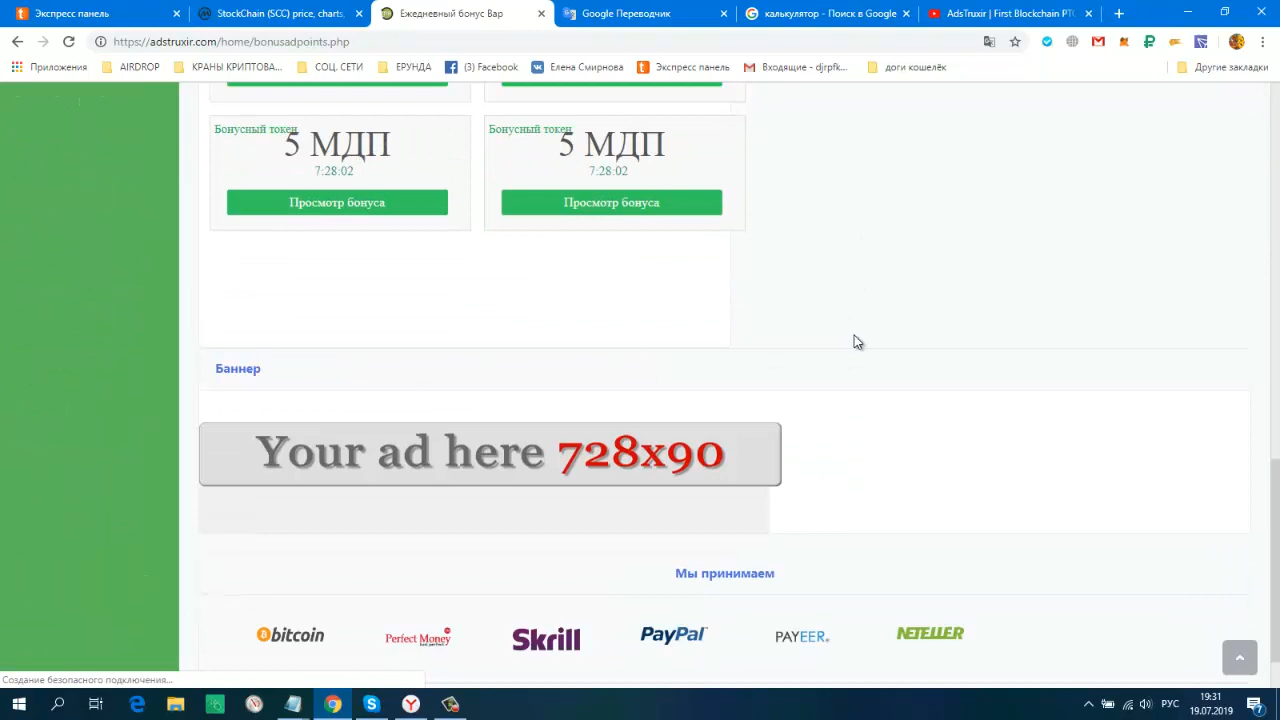 Экспресс панель
StockChain (SCC) price, charts,
Ежедневный бонус Вар
Google Переводчик
калькулятор - Поиск в Google
AdsTruxir | First Blockchain PTC
https://adstruxir.com/home/bonusadpoints.php
Приложения
AIRDROP
КРАНЫ КРИПТОВА...
СОЦ. СЕТИ
ЕРУНДА
(3) Facebook
Елена Смирнова
Экспресс панель
Входящие - djrpfk...
доги кошелёк
Другие закладки
Бонусный токен
5 МДП
7:28:02
Просмотр бонуса
Бонусный токен
5 МДП
7:28:02
Просмотр бонуса
Баннер
Your ad here 728x90
Мы принимаем
bitcoin
Perfect Money
Skrill
PayPal
PAYEER
NETELLER
Создание безопасного подключения...
РУС
19:31
19.07.2019